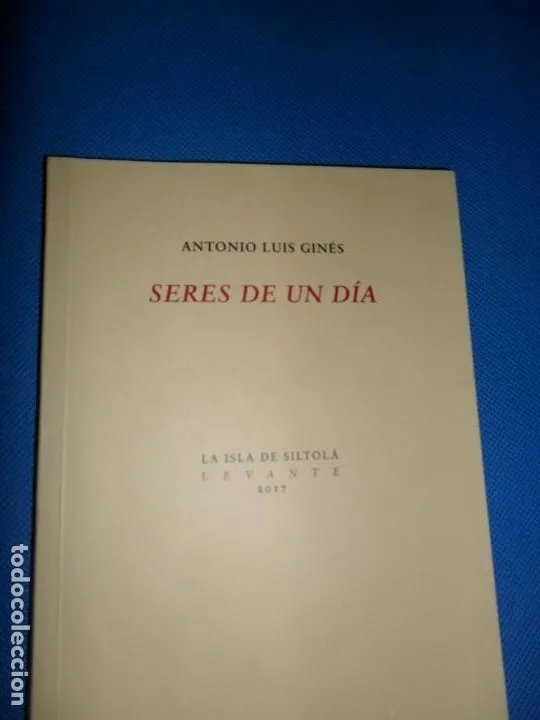 ANTONIO LUIS GINÉS
SERES DE UN DÍA
LA ISLA DE SILTOLÁ
LEVANTE
2017
todocoleccion